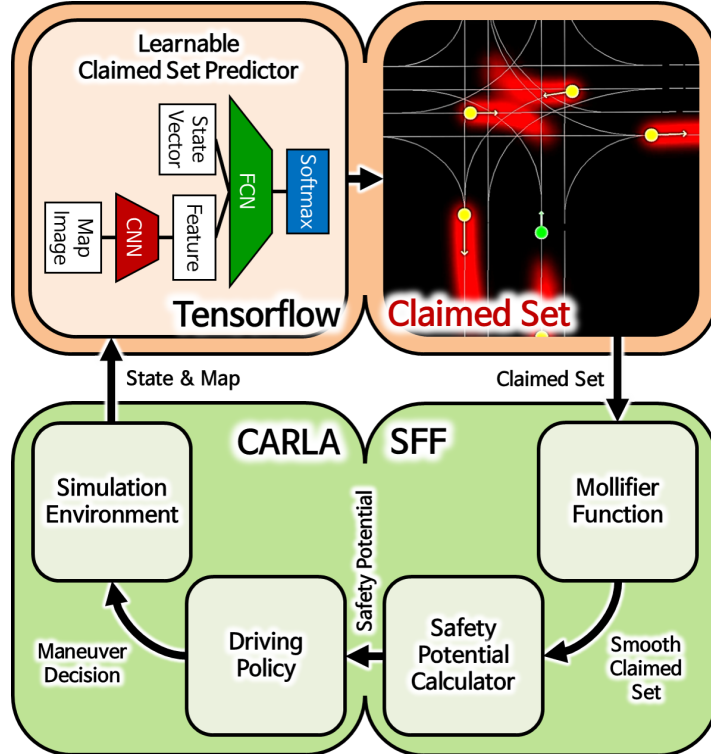 Learnable
Claimed Set Predictor
State
Vector
FCN
Softmax
Map
Image
CNN
Feature
Tensorflow
Claimed Set
State & Map
Claimed Set
CARLA
SFF
Simulation
Environment
Mollifier
Function
Safety Potential
Driving
Policy
Safety
Potential
Calculator
Maneuver
Decision
Smooth
Claimed
Set